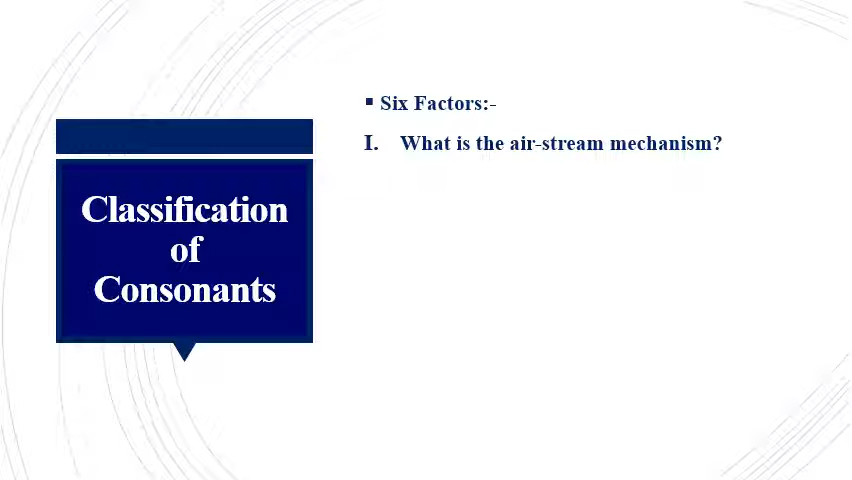 Classification
of
Consonants
▪ Six Factors:-
I. What is the air-stream mechanism?